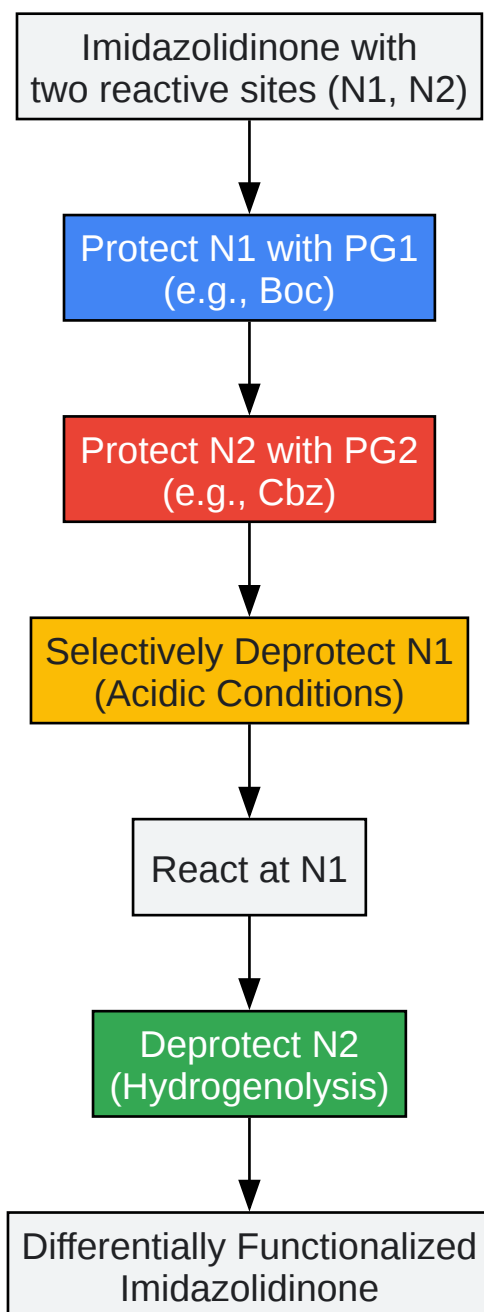 Imidazolidinone with
two reactive sites (N1, N2)
Protect N1 with PG1
(e.g., Boc)
Protect N2 with PG2
(e.g., Cbz)
Selectively Deprotect N1
(Acidic Conditions)
React at N1
Deprotect N2
(Hydrogenolysis)
Differentially Functionalized
Imidazolidinone